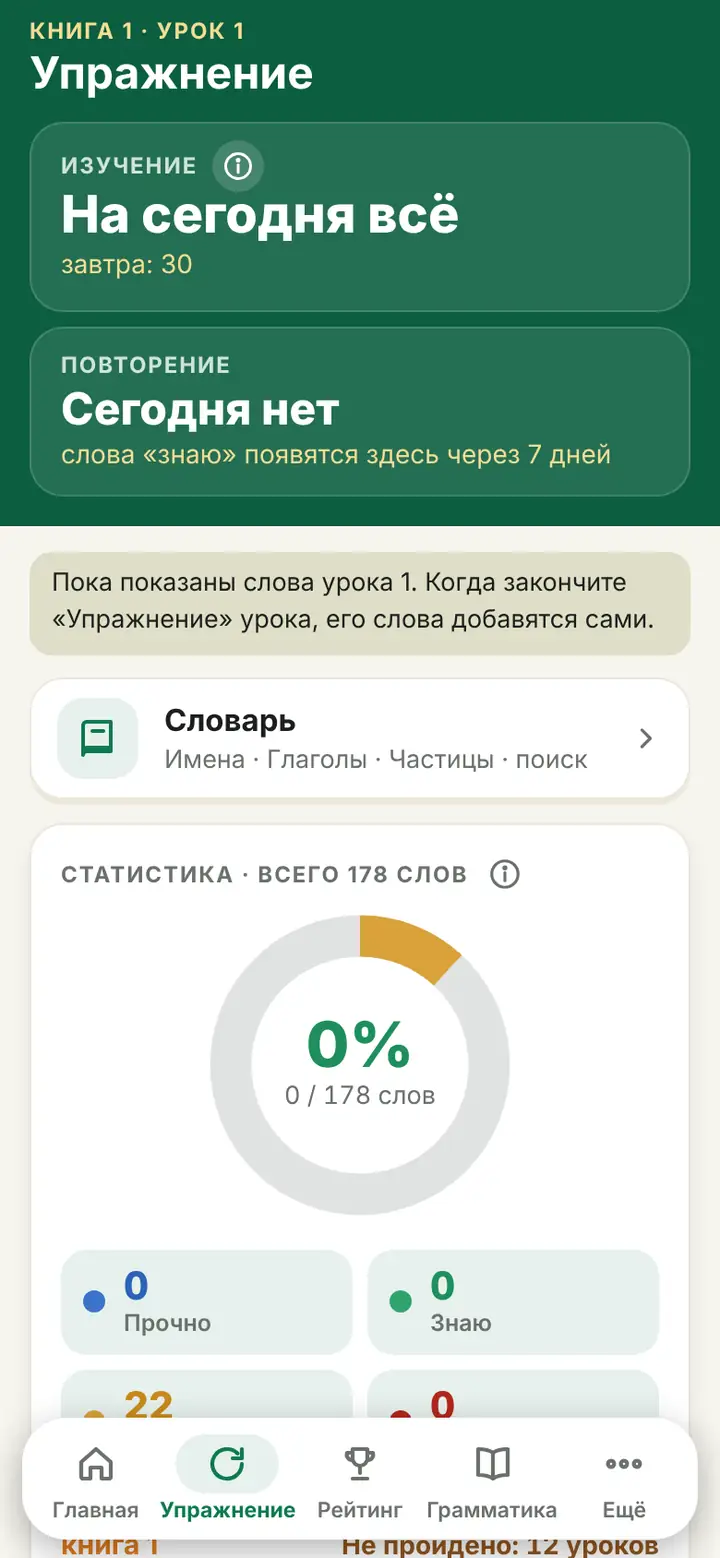 КНИГА 1 · УРОК 1
Упражнение
ИЗУЧЕНИЕ
На сегодня всё
завтра: 30
ПОВТОРЕНИЕ
Сегодня нет
слова «знаю» появятся здесь через 7 дней
Пока показаны слова урока 1. Когда закончите
«Упражнение» урока, его слова добавятся сами.
Словарь
Имена · Глаголы · Частицы · поиск
СТАТИСТИКА · ВСЕГО 178 СЛОВ
0%
0 / 178 слов
0
Прочно
0
Знаю
22
0
Главная
Упражнение
Рейтинг
Грамматика
Ещё
книга 1
Не пройдено: 12 уроков